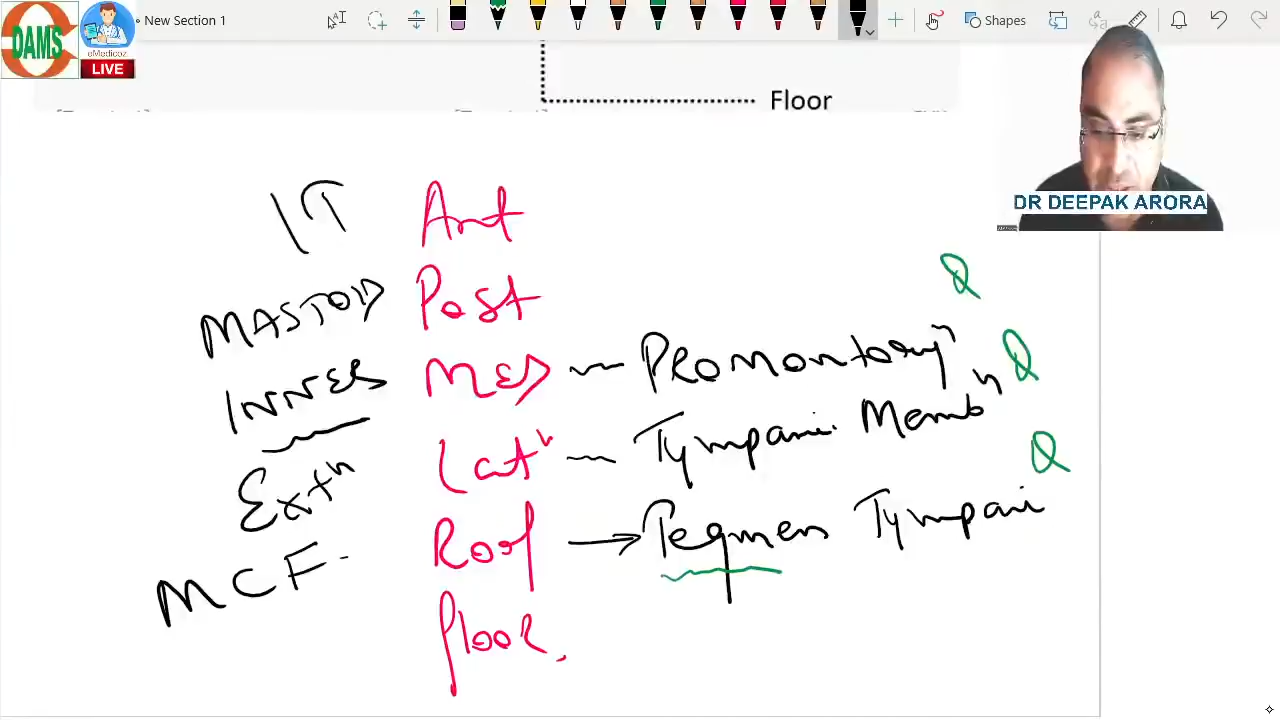 New Section 1
Shapes
DAMS
eMedicoz
LIVE
Floor
DR DEEPAK ARORA
IT Ant
MASTOID Post Q
INNER MED Promontory" Q
Ext" Lat" Tympanic Memb" Q
MCF Roof → Tegmen Tympani
floor